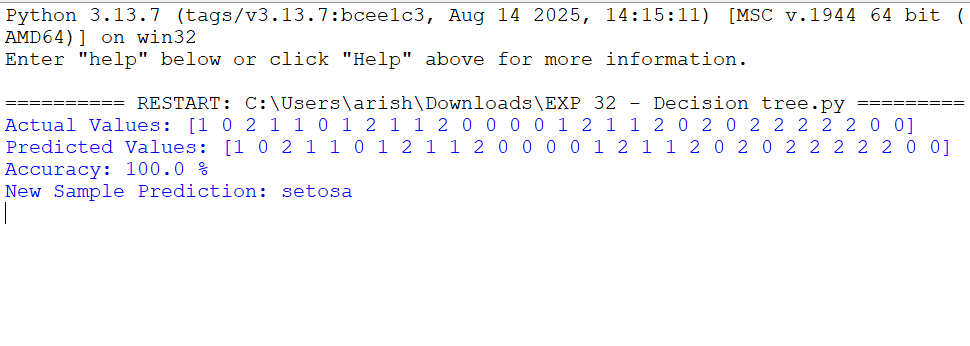 Python 3.13.7 (tags/v3.13.7:bcee1c3, Aug 14 2025, 14:15:11) [MSC v.1944 64 bit (
AMD64)] on win32
Enter "help" below or click "Help" above for more information.
========== RESTART: C:\Users\arish\Downloads\EXP 32 - Decision tree.py =========
Actual Values: [1 0 2 1 1 0 1 2 1 1 2 0 0 0 0 1 2 1 1 2 0 2 0 2 2 2 2 2 0 0]
Predicted Values: [1 0 2 1 1 0 1 2 1 1 2 0 0 0 0 1 2 1 1 2 0 2 0 2 2 2 2 2 0 0]
Accuracy: 100.0 %
New Sample Prediction: setosa